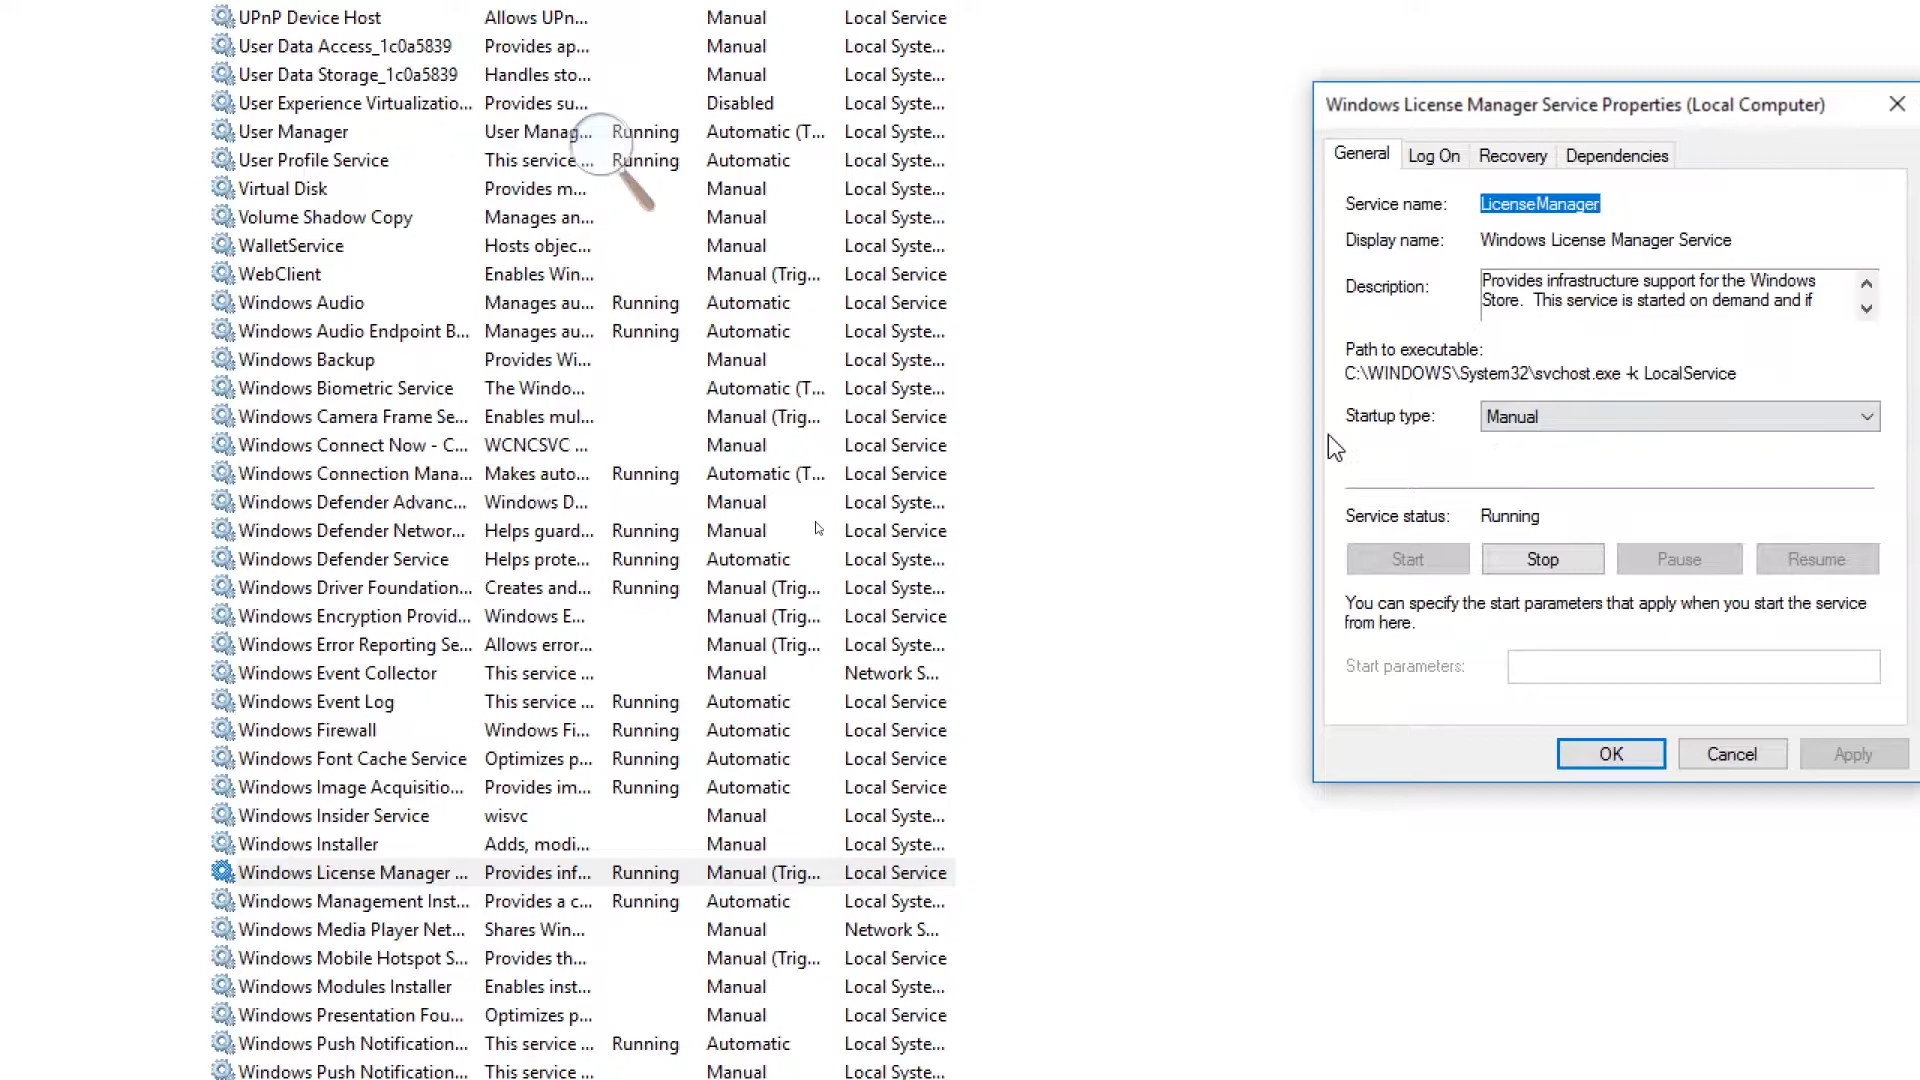 UPnP Device Host Allows UPn... Manual Local Service
User Data Access_1c0a5839 Provides ap... Manual Local Syste...
User Data Storage_1c0a5839 Handles sto... Manual Local Syste...
User Experience Virtualizatio... Provides su... Disabled Local Syste...
User Manager User Manag... Running Automatic (T... Local Syste...
User Profile Service This service ... Running Automatic Local Syste...
Virtual Disk Provides m... Manual Local Syste...
Volume Shadow Copy Manages an... Manual Local Syste...
WalletService Hosts objec... Manual Local Syste...
WebClient Enables Win... Manual (Trig... Local Service
Windows Audio Manages au... Running Automatic Local Service
Windows Audio Endpoint B... Manages au... Running Automatic Local Syste...
Windows Backup Provides Wi... Manual Local Syste...
Windows Biometric Service The Windo... Automatic (T... Local Syste...
Windows Camera Frame Se... Enables mul... Manual (Trig... Local Service
Windows Connect Now - C... WCNCSVC ... Manual Local Service
Windows Connection Mana... Makes auto... Running Automatic (T... Local Service
Windows Defender Advanc... Windows D... Manual Local Syste...
Windows Defender Networ... Helps guard... Running Manual Local Service
Windows Defender Service Helps prote... Running Automatic Local Syste...
Windows Driver Foundation... Creates and... Running Manual (Trig... Local Syste...
Windows Encryption Provid... Windows E... Manual (Trig... Local Service
Windows Error Reporting Se... Allows error... Manual (Trig... Local Syste...
Windows Event Collector This service ... Manual Network S...
Windows Event Log This service ... Running Automatic Local Service
Windows Firewall Windows Fi... Running Automatic Local Service
Windows Font Cache Service Optimizes p... Running Automatic Local Service
Windows Image Acquisitio... Provides im... Running Automatic Local Service
Windows Insider Service wisvc Manual Local Syste...
Windows Installer Adds, modi... Manual Local Syste...
Windows License Manager ... Provides inf... Running Manual (Trig... Local Service
Windows Management Inst... Provides a c... Running Automatic Local Syste...
Windows Media Player Net... Shares Win... Manual Network S...
Windows Mobile Hotspot S... Provides th... Manual (Trig... Local Service
Windows Modules Installer Enables inst... Manual Local Syste...
Windows Presentation Fou... Optimizes p... Manual Local Service
Windows Push Notification... This service ... Running Automatic Local Syste...
Windows Push Notification... This service ... Manual Local Syste...
Windows License Manager Service Properties (Local Computer)
General Log On Recovery Dependencies
Service name: LicenseManager
Display name: Windows License Manager Service
Description: Provides infrastructure support for the Windows
Store. This service is started on demand and if
Path to executable:
C:\WINDOWS\System32\svchost.exe -k LocalService
Startup type: Manual
Service status: Running
Start Stop Pause Resume
You can specify the start parameters that apply when you start the service
from here.
Start parameters:
OK Cancel Apply